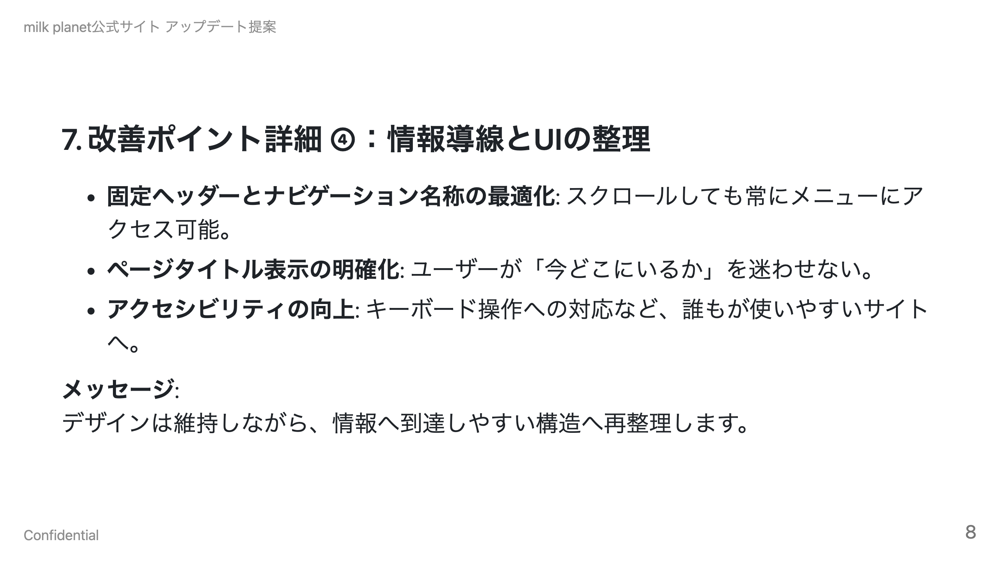 milk planet公式サイト アップデート提案
7. 改善ポイント詳細 ④：情報導線とUIの整理
• 固定ヘッダーとナビゲーション名称の最適化: スクロールしても常にメニューにア
クセス可能。
• ページタイトル表示の明確化: ユーザーが「今どこにいるか」を迷わせない。
• アクセシビリティの向上: キーボード操作への対応など、誰もが使いやすいサイト
へ。
メッセージ:
デザインは維持しながら、情報へ到達しやすい構造へ再整理します。
Confidential
8